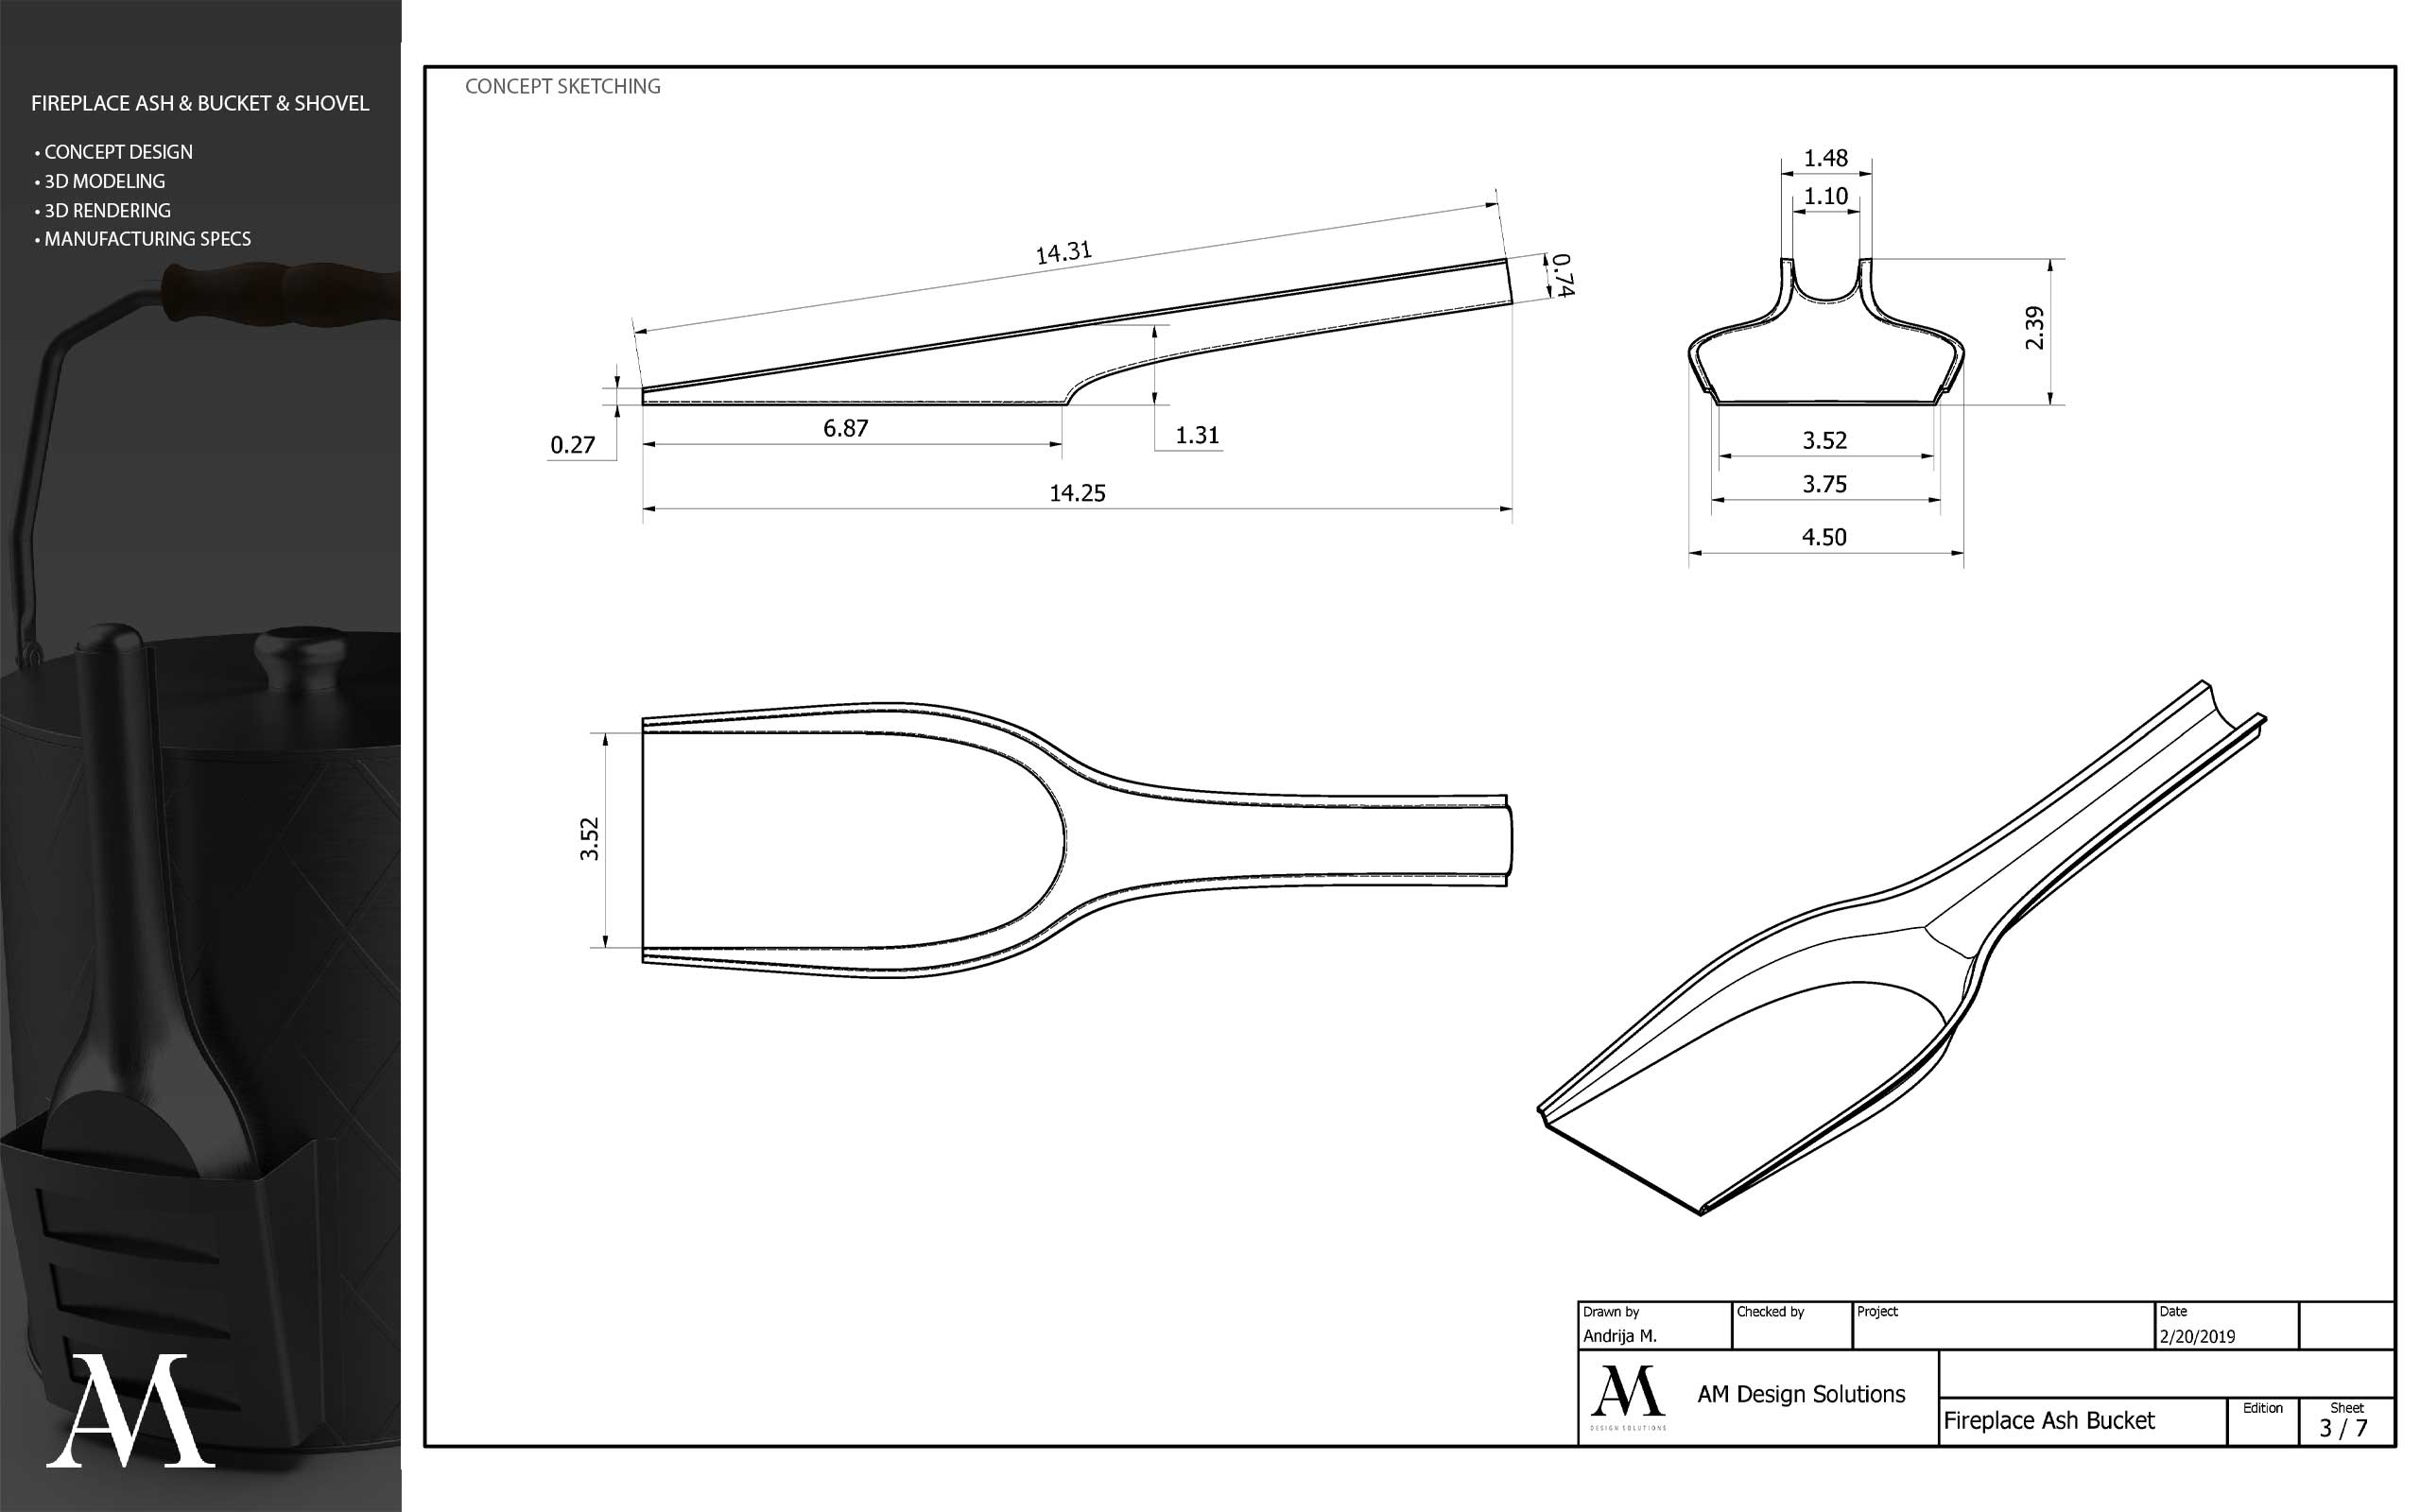 FIREPLACE ASH & BUCKET & SHOVEL
• CONCEPT DESIGN
• 3D MODELING
• 3D RENDERING
• MANUFACTURING SPECS
AM
CONCEPT SKETCHING
14.31
0.74
0.27
6.87
1.31
14.25
1.48
1.10
2.39
3.52
3.75
4.50
3.52
Drawn by
Andrija M.
Checked by
Project
Date
2/20/2019
AM
DESIGN SOLUTIONS
AM Design Solutions
Fireplace Ash Bucket
Edition
Sheet
3 / 7